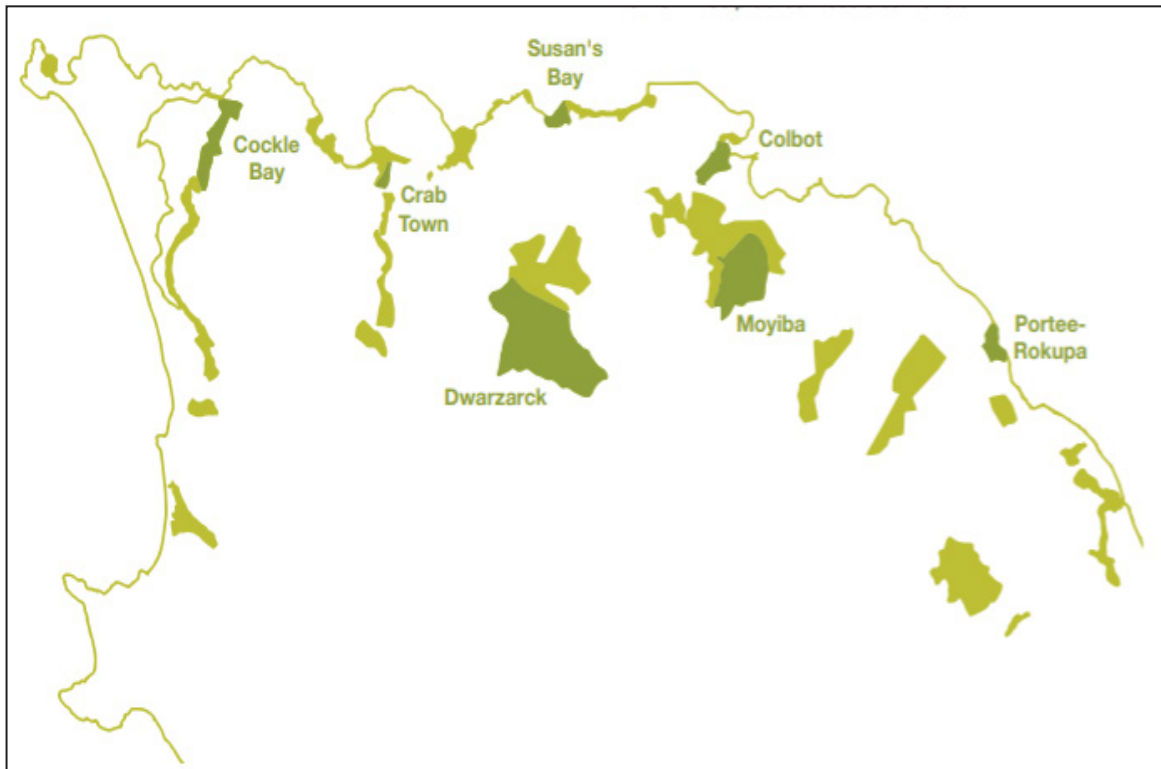 Susan's
Bay
Colbot
Cockle
Bay
Crab
Town
Moyiba
Portee-
Rokupa
Dwarzarck